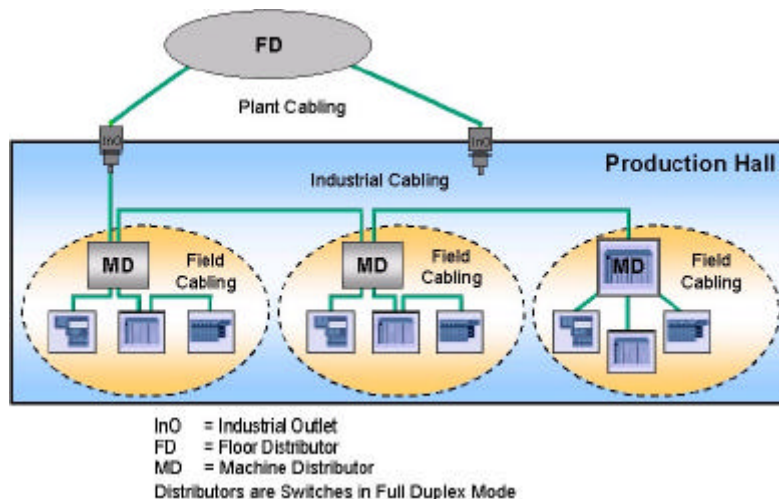 FD
Plant Cabling
InO
InO
Production Hall
Industrial Cabling
MD
Field
Cabling
MD
Field
Cabling
MD
Field
Cabling
InO = Industrial Outlet
FD = Floor Distributor
MD = Machine Distributor
Distributors are Switches in Full Duplex Mode